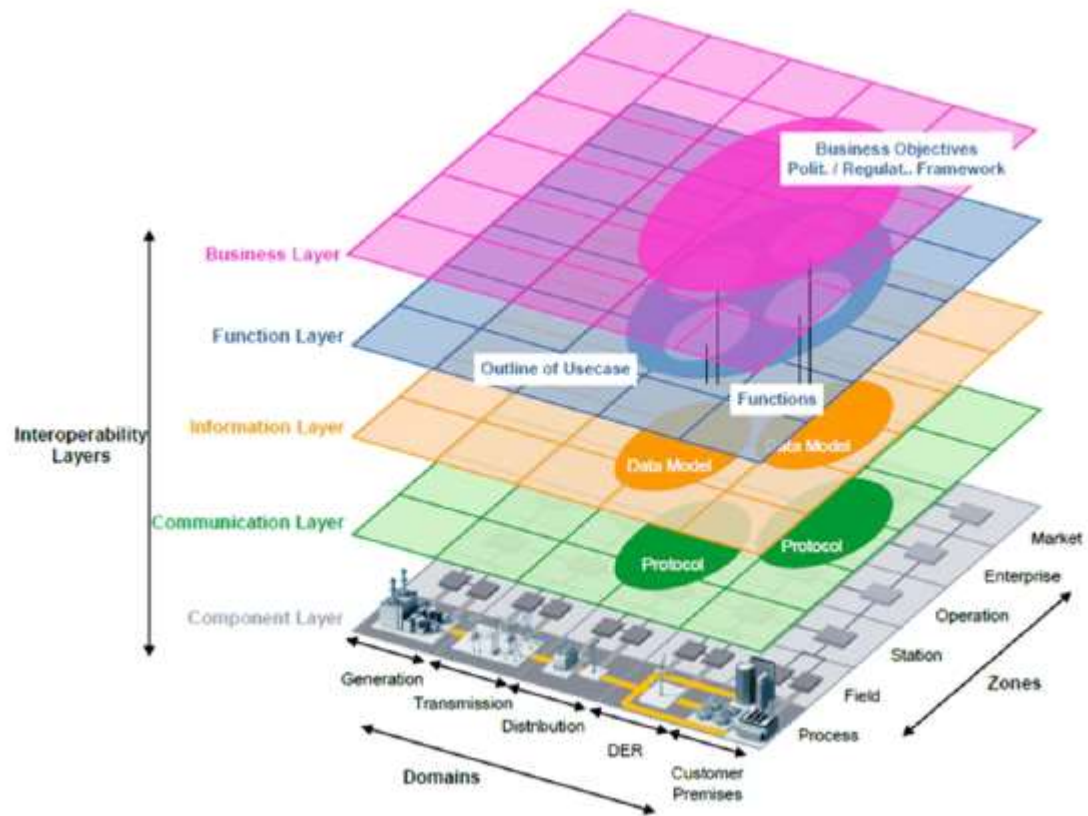 Business Objectives
Polit. / Regulat.. Framework
Business Layer
Function Layer
Outline of Usecase
Functions
Interoperability
Layers
Information Layer
Data Model
Data Model
Communication Layer
Protocol
Protocol
Component Layer
Market
Enterprise
Operation
Station
Field
Process
Zones
Generation
Transmission
Distribution
DER
Customer
Premises
Domains